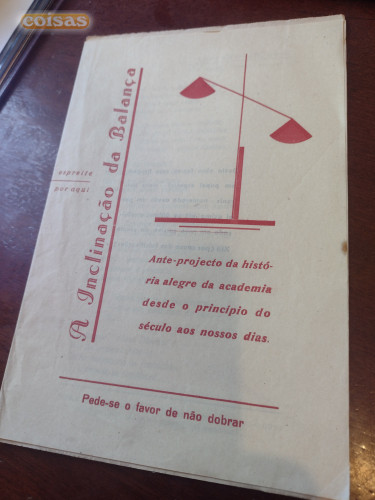 coisas
A Inclinação da Balança
espreite
por aqui
Ante-projecto da histó-
ria alegre da academia
desde o principio do
século aos nossos dias.
Pede-se o favor de não dobrar